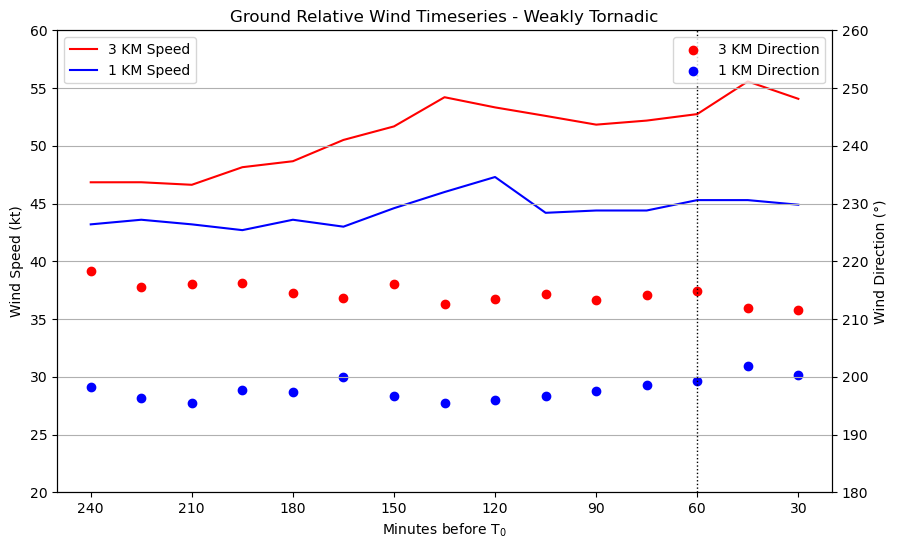 Ground Relative Wind Timeseries - Weakly Tornadic
3 KM Speed
1 KM Speed
3 KM Direction
1 KM Direction
Wind Speed (kt)
60
55
50
45
40
35
30
25
20
Wind Direction (°)
260
250
240
230
220
210
200
190
180
240 210 180 150 120 90 60 30
Minutes before T₀